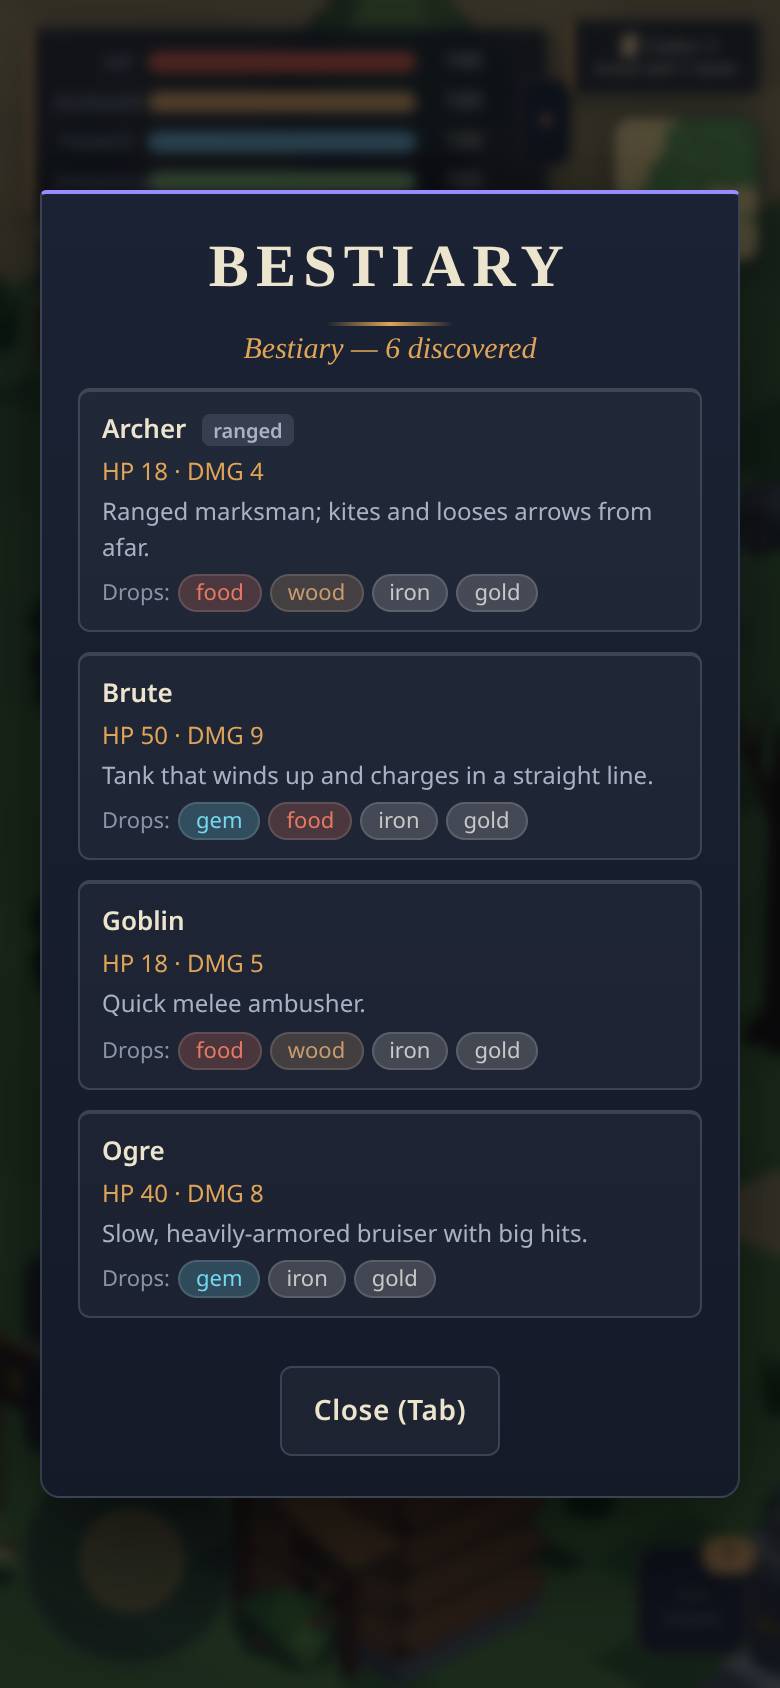 BESTIARY
Bestiary — 6 discovered
Archer ranged
HP 18 · DMG 4
Ranged marksman; kites and looses arrows from
afar.
Drops: food wood iron gold
Brute
HP 50 · DMG 9
Tank that winds up and charges in a straight line.
Drops: gem food iron gold
Goblin
HP 18 · DMG 5
Quick melee ambusher.
Drops: food wood iron gold
Ogre
HP 40 · DMG 8
Slow, heavily-armored bruiser with big hits.
Drops: gem iron gold
Close (Tab)